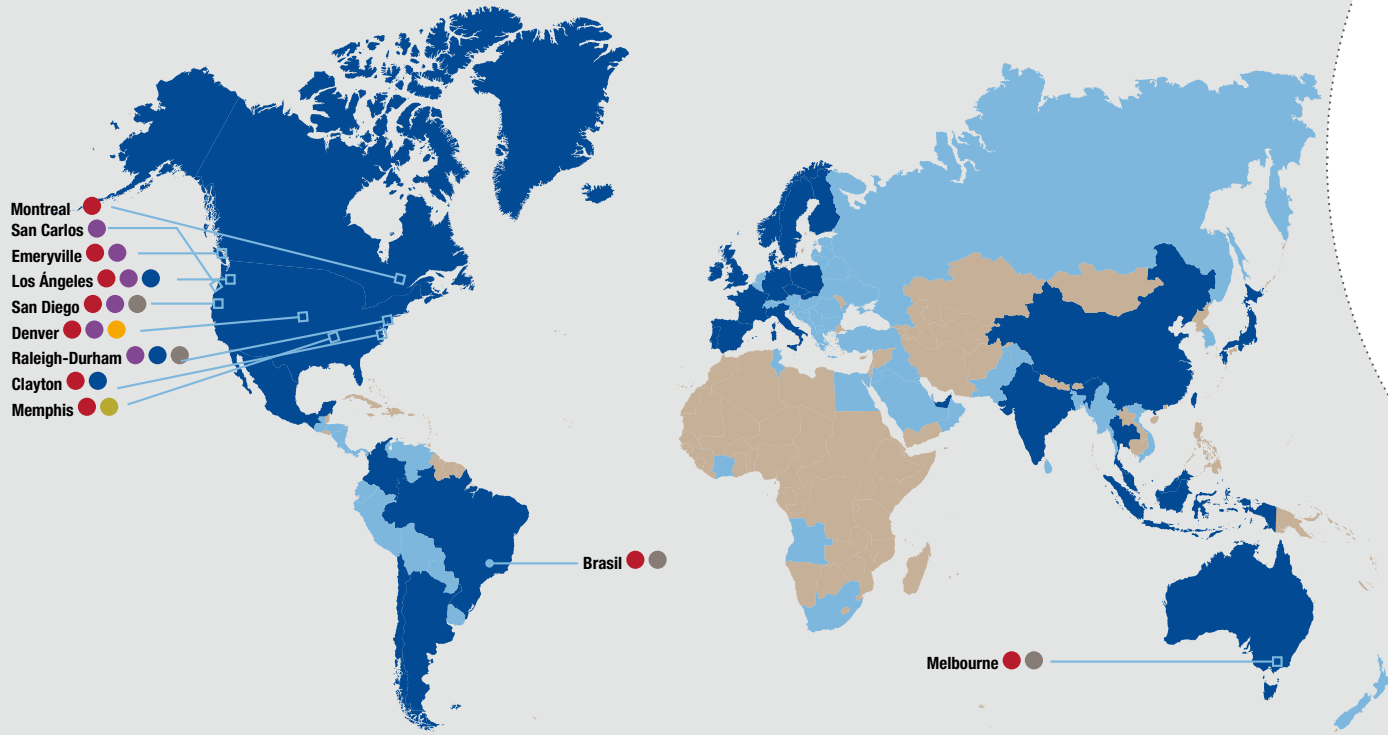 Montreal
San Carlos
Emeryville
Los Ángeles
San Diego
Denver
Raleigh-Durham
Clayton
Memphis
Brasil
Melbourne